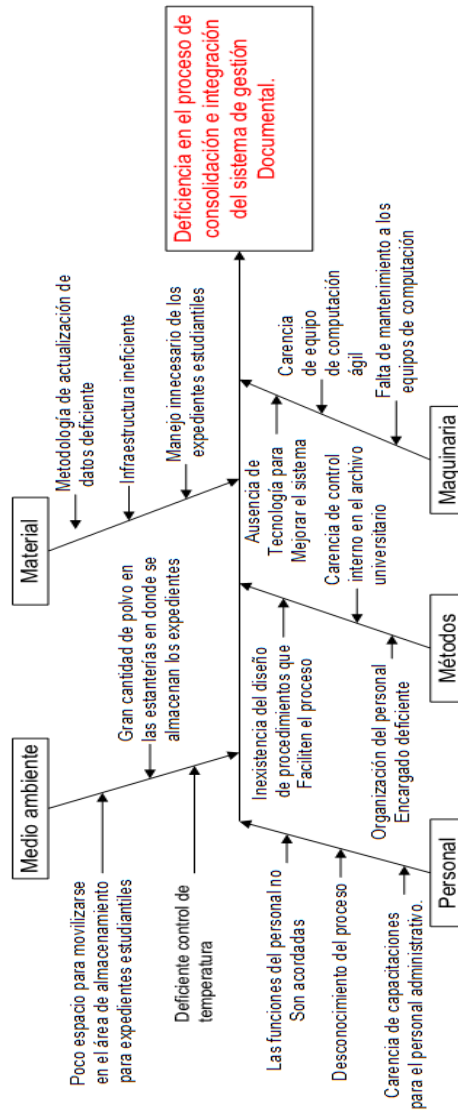 Medio ambiente
Poco espacio para movilizarse
en el área de almacenamiento
para expedientes estudiantiles
Gran cantidad de polvo en
las estanterías en donde se
almacenan los expedientes
Deficiente control de
temperatura
Material
Metodología de actualización de
datos deficiente
Infraestructura ineficiente
Manejo innecesario de los
expedientes estudiantiles
Deficiencia en el proceso de
consolidación e integración
del sistema de gestión
Documental.
Las funciones del personal no
Son acordadas
Desconocimiento del proceso
Carencia de capacitaciones
para el personal administrativo.
Personal
Inexistencia del diseño
de procedimientos que
Faciliten el proceso
Carencia de control
interno en el archivo
universitario
Organización del personal
Encargado deficiente
Métodos
Ausencia de
Tecnología para
Mejorar el sistema
Carencia
de equipo
de computación
ágil
Falta de mantenimiento a los
equipos de computación
Maquinaria